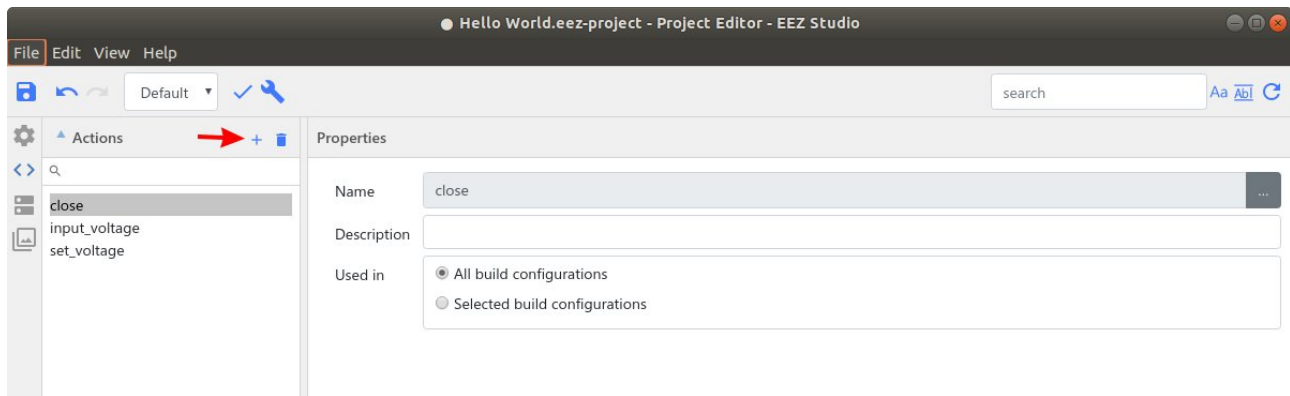 Hello World.eez-project - Project Editor - EEZ Studio
File Edit View Help
Default search Aa Abl
Actions Properties
Name close ...
close
input_voltage
set_voltage
Description
Used in All build configurations
Selected build configurations